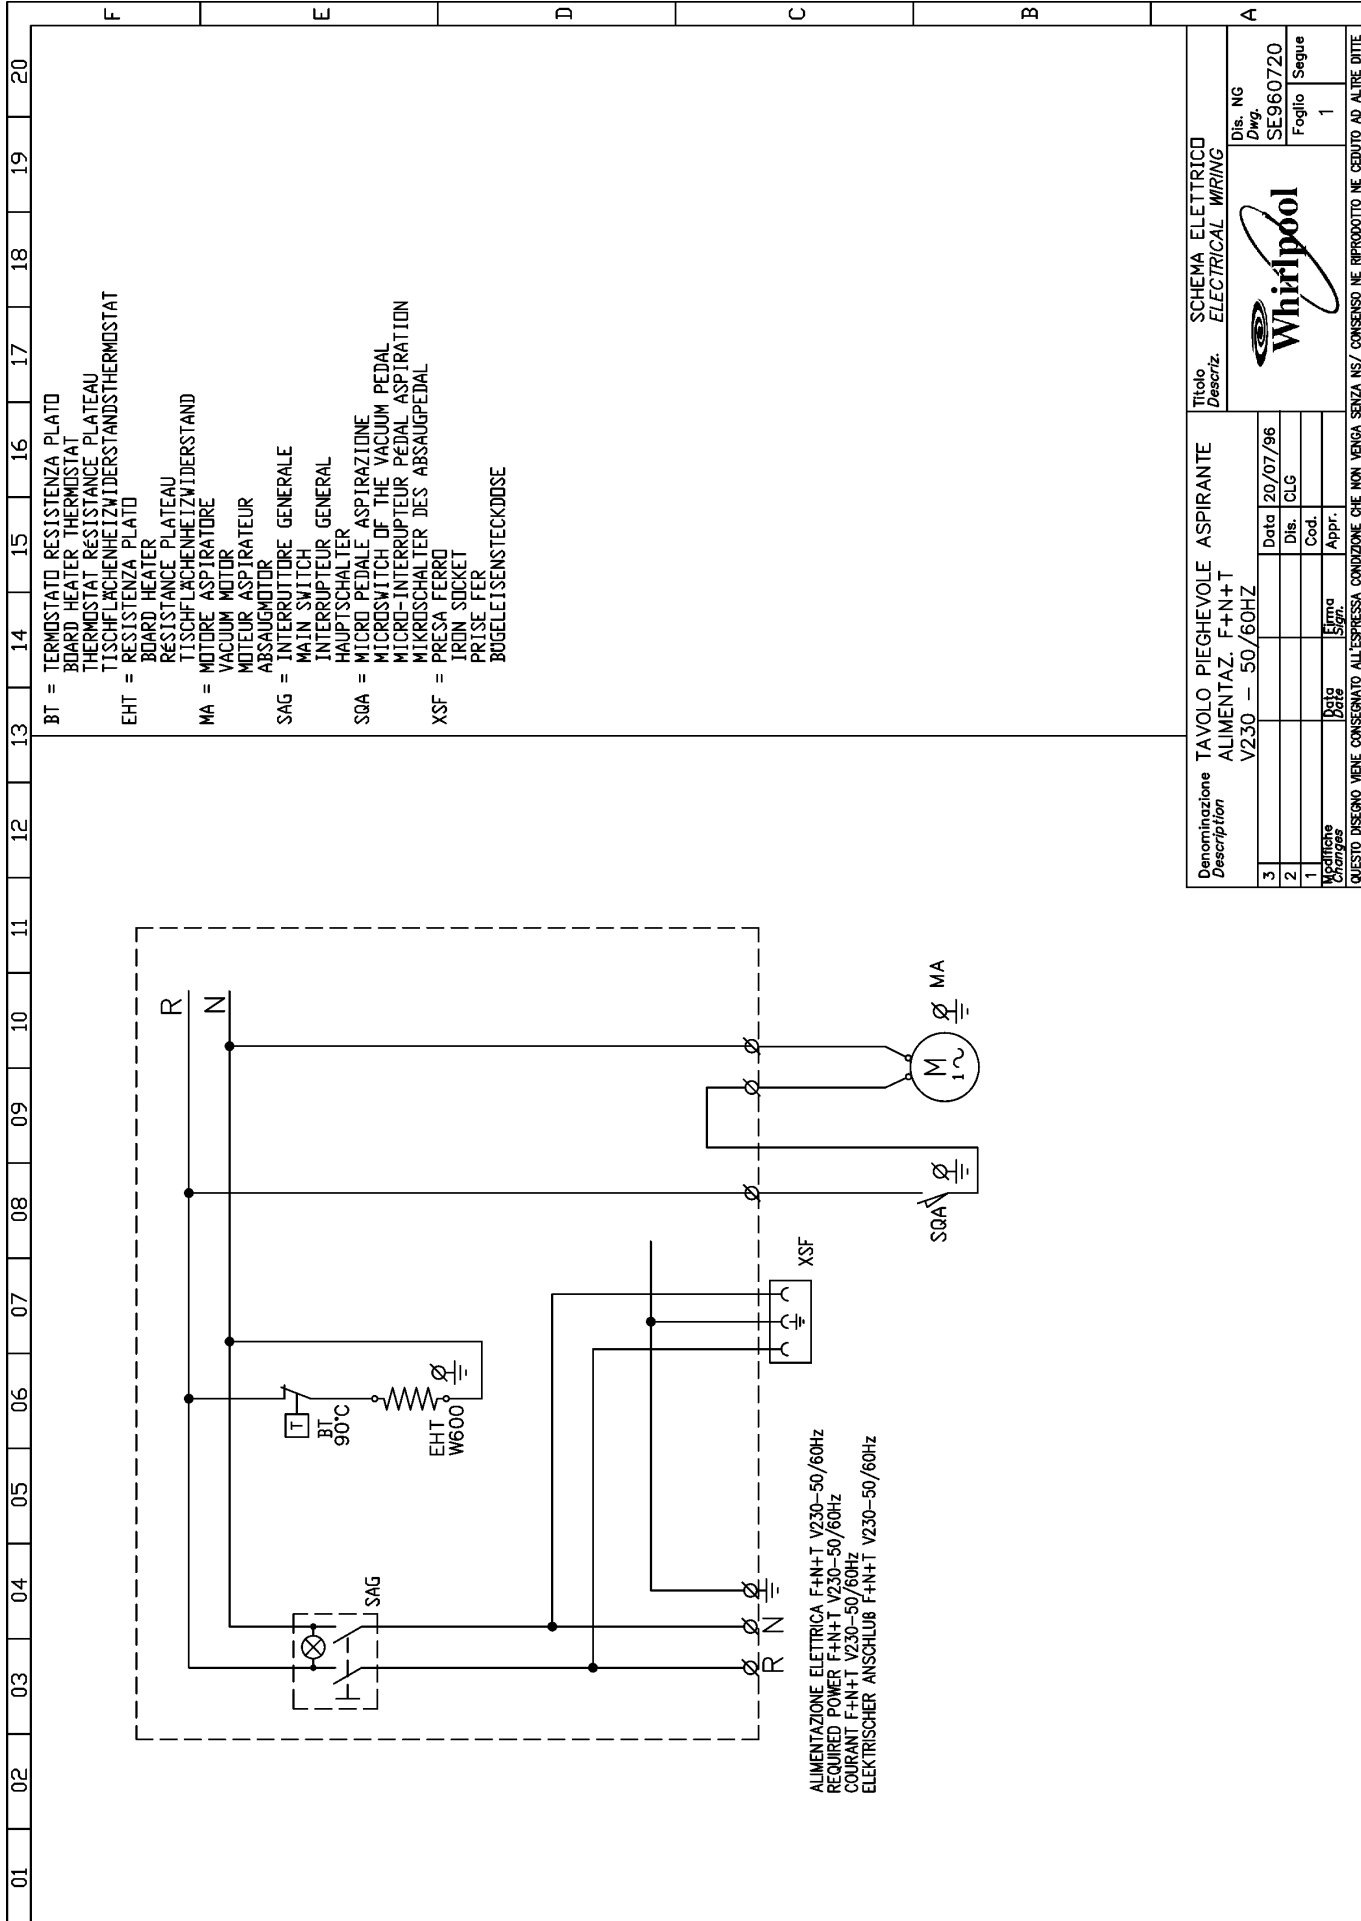 01
02
03
04
05
06
07
08
09
10
11
12
13
14
15
16
17
18
19
20
F
E
D
C
B
A
R
N
SAG
T
BT
90°C
EHT
W600
R
N
XSF
SQA
M
1~
MA
ALIMENTAZIONE ELETTRICA F+N+T V230-50/60Hz
REQUIRED POWER F+N+T V230-50/60Hz
COURANT F+N+T V230-50/60Hz
ELEKTRISCHER ANSCHLUß F+N+T V230-50/60Hz
BT = TERMOSTATO RESISTENZA PLATO
BOARD HEATER THERMOSTAT
THERMOSTAT RÉSISTANCE PLATEAU
TISCHFLÄCHENHEIZWIDERSTANDSTHERMOSTAT
EHT = RESISTENZA PLATO
BOARD HEATER
RÉSISTANCE PLATEAU
TISCHFLÄCHENHEIZWIDERSTAND
MA = MOTORE ASPIRATORE
VACUUM MOTOR
MOTEUR ASPIRATEUR
ABSAUGMOTOR
SAG = INTERRUTTORE GENERALE
MAIN SWITCH
INTERRUPTEUR GENERAL
HAUPTSCHALTER
SQA = MICRO PEDALE ASPIRAZIONE
MICROSWITCH OF THE VACUUM PEDAL
MICRO-INTERRUPTEUR PÉDAL ASPIRATION
MIKROSCHALTER DES ABSAUGPEDAL
XSF = PRESA FERRO
IRON SOCKET
PRISE FER
BÜGELEISENSTECKDOSE
Denominazione
Description
TAVOLO PIEGHEVOLE ASPIRANTE
ALIMENTAZ. F+N+T
V230 - 50/60HZ
Titolo
Descriz.
SCHEMA ELETTRICO
ELECTRICAL WIRING
3
2
1
Modifiche
Changes
Data
Date
Firma
Sign.
Data 20/07/96
Dis. CLG
Cod.
Appr.
Whirlpool
Dis. NG
Dwg.
SE960720
Foglio
1
Segue
QUESTO DISEGNO VIENE CONSEGNATO ALL'ESPRESSA CONDIZIONE CHE NON VENGA SENZA NS/ CONSENSO NE RIPRODOTTO NE CEDUTO AD ALTRE DITTE